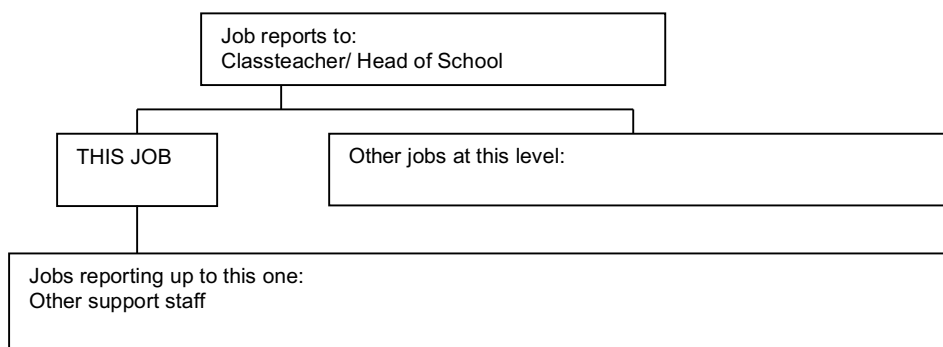 Job reports to:
Classteacher/ Head of School
THIS JOB
Other jobs at this level:
Jobs reporting up to this one:
Other support staff